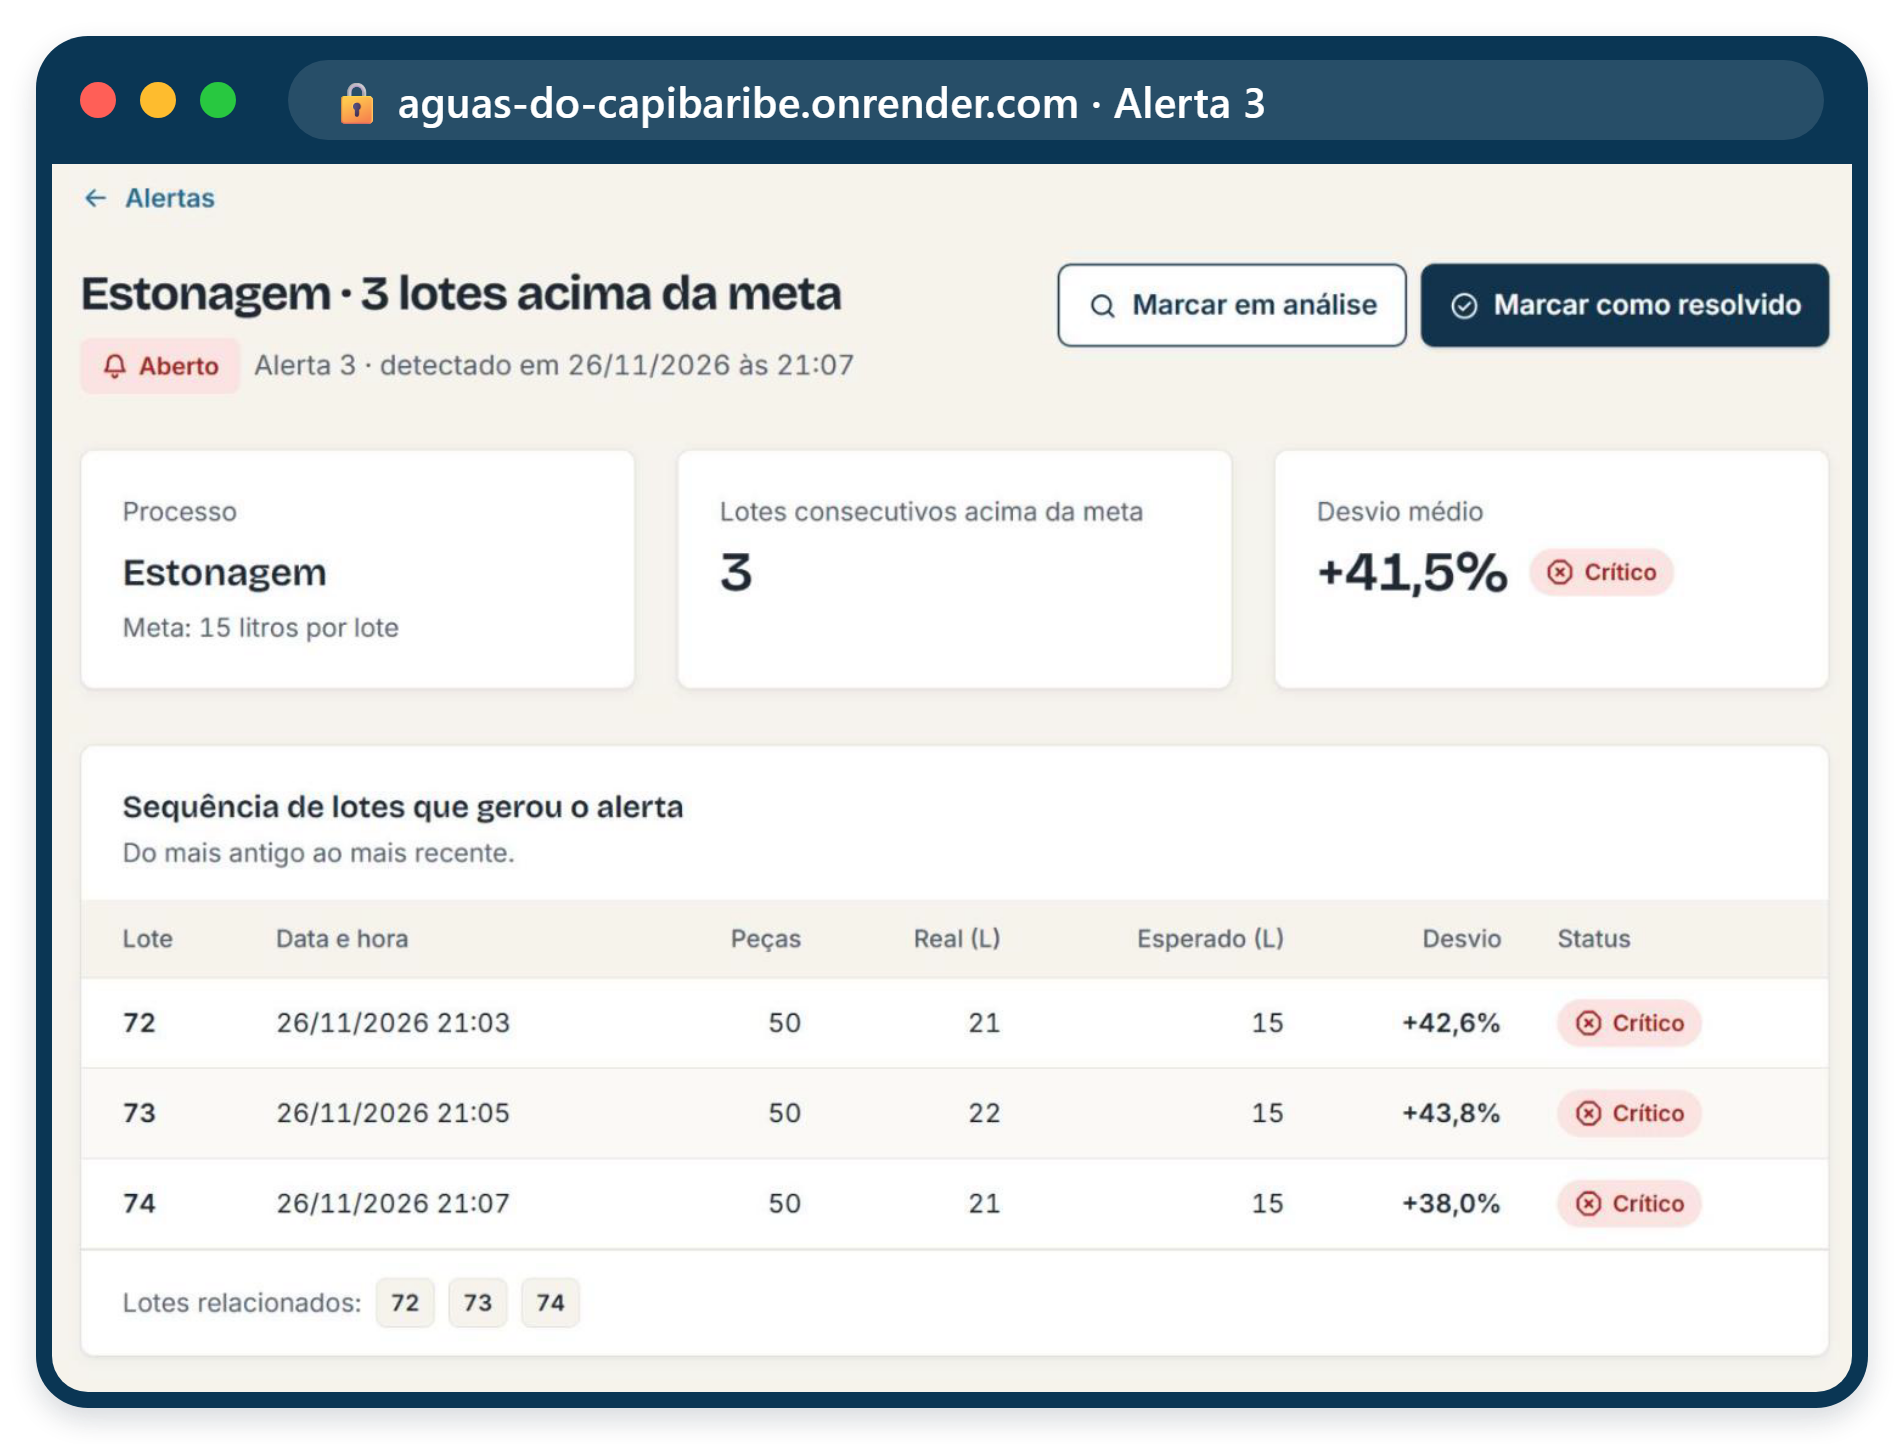 aguas-do-capibaribe.onrender.com · Alerta 3
← Alertas
Estonagem · 3 lotes acima da meta
Marcar em análise
Marcar como resolvido
Aberto
Alerta 3 · detectado em 26/11/2026 às 21:07
Processo
Estonagem
Meta: 15 litros por lote
Lotes consecutivos acima da meta
3
Desvio médio
+41,5% Crítico
Sequência de lotes que gerou o alerta
Do mais antigo ao mais recente.
Lote Data e hora Peças Real (L) Esperado (L) Desvio Status
72 26/11/2026 21:03 50 21 15 +42,6% Crítico
73 26/11/2026 21:05 50 22 15 +43,8% Crítico
74 26/11/2026 21:07 50 21 15 +38,0% Crítico
Lotes relacionados: 72 73 74